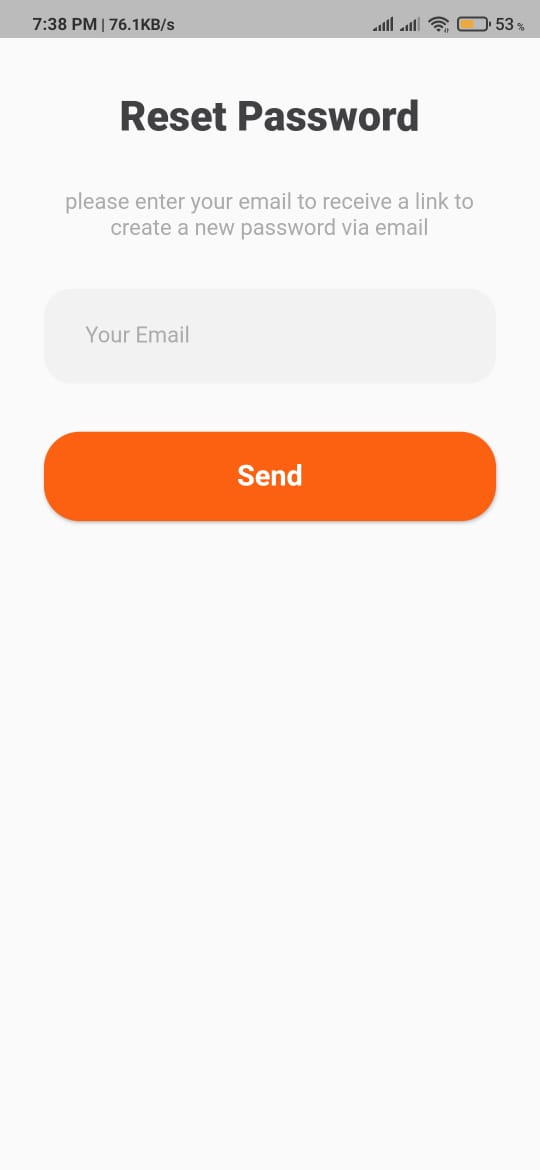 7:38 PM | 76.1KB/s 53 %
Reset Password
please enter your email to receive a link to
create a new password via email
Your Email
Send